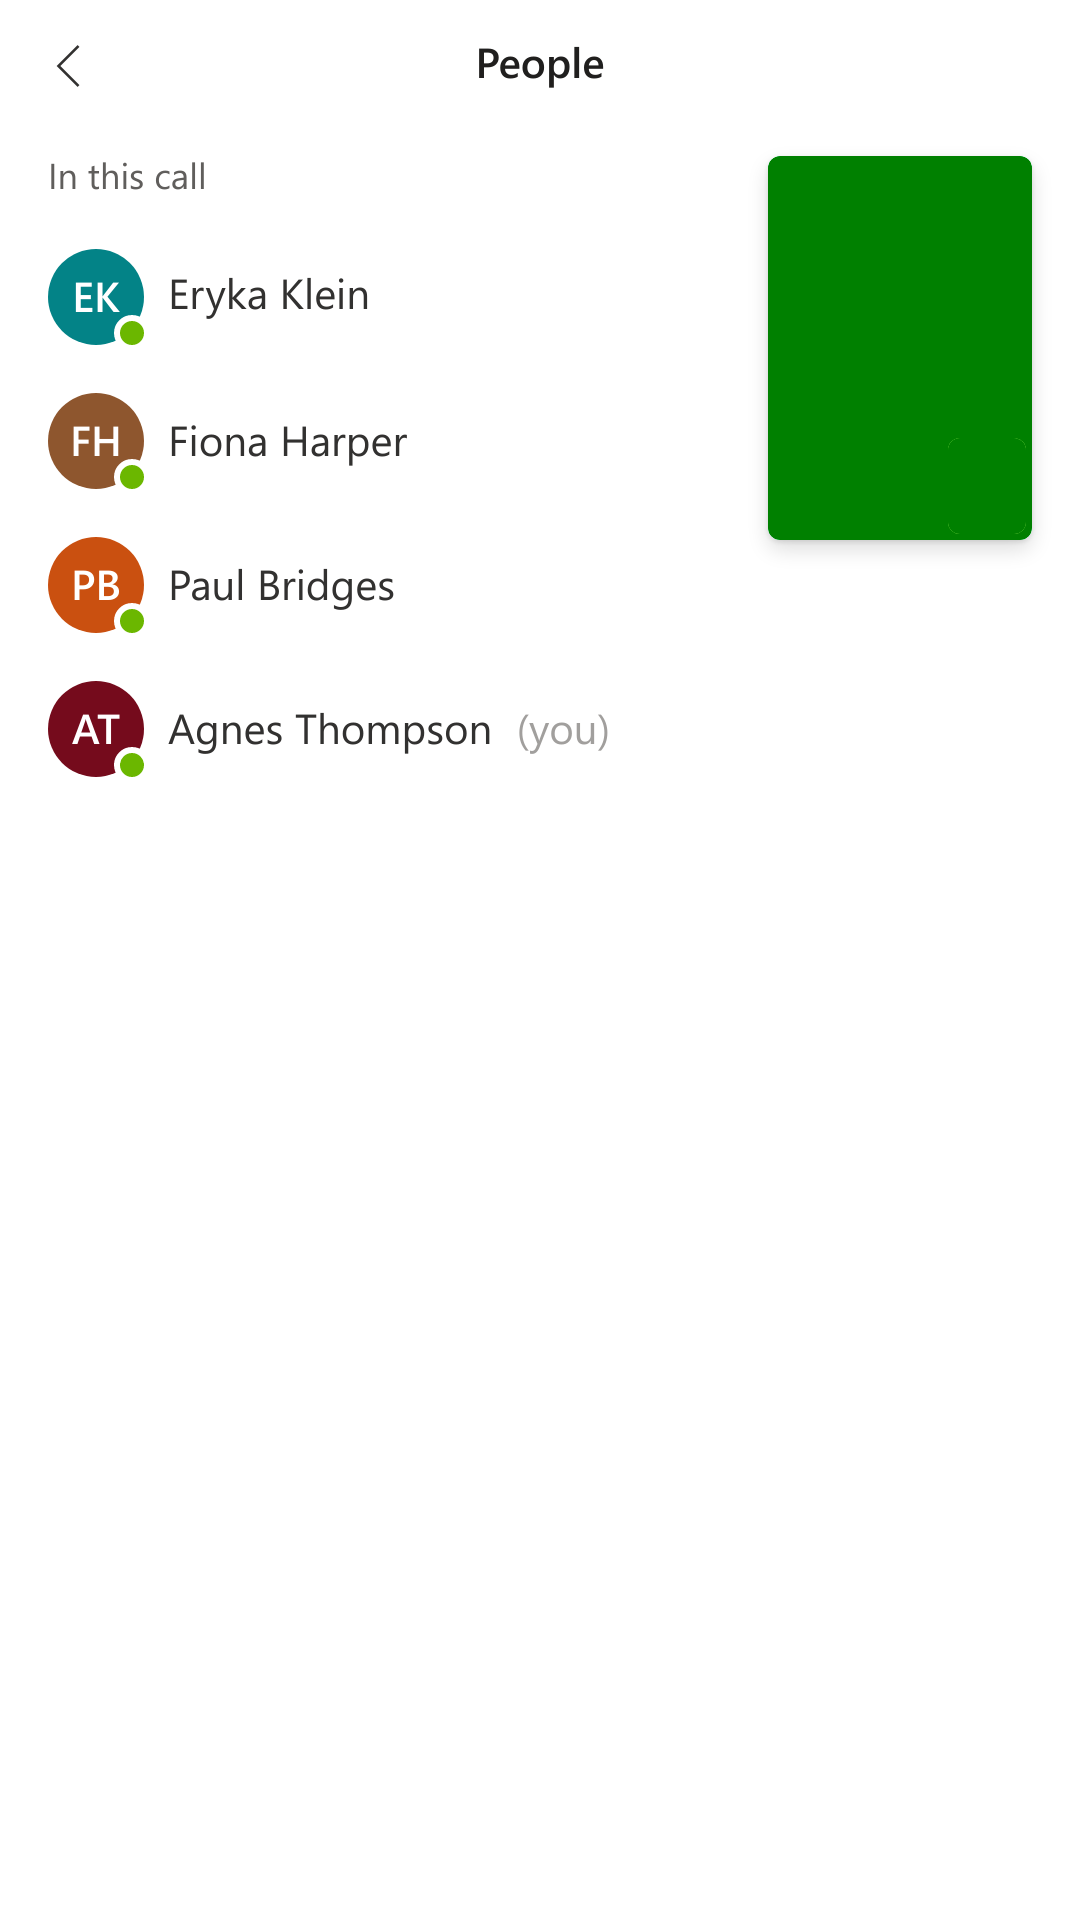 People
In this call
EK Eryka Klein
FH Fiona Harper
PB Paul Bridges
AT Agnes Thompson (you)